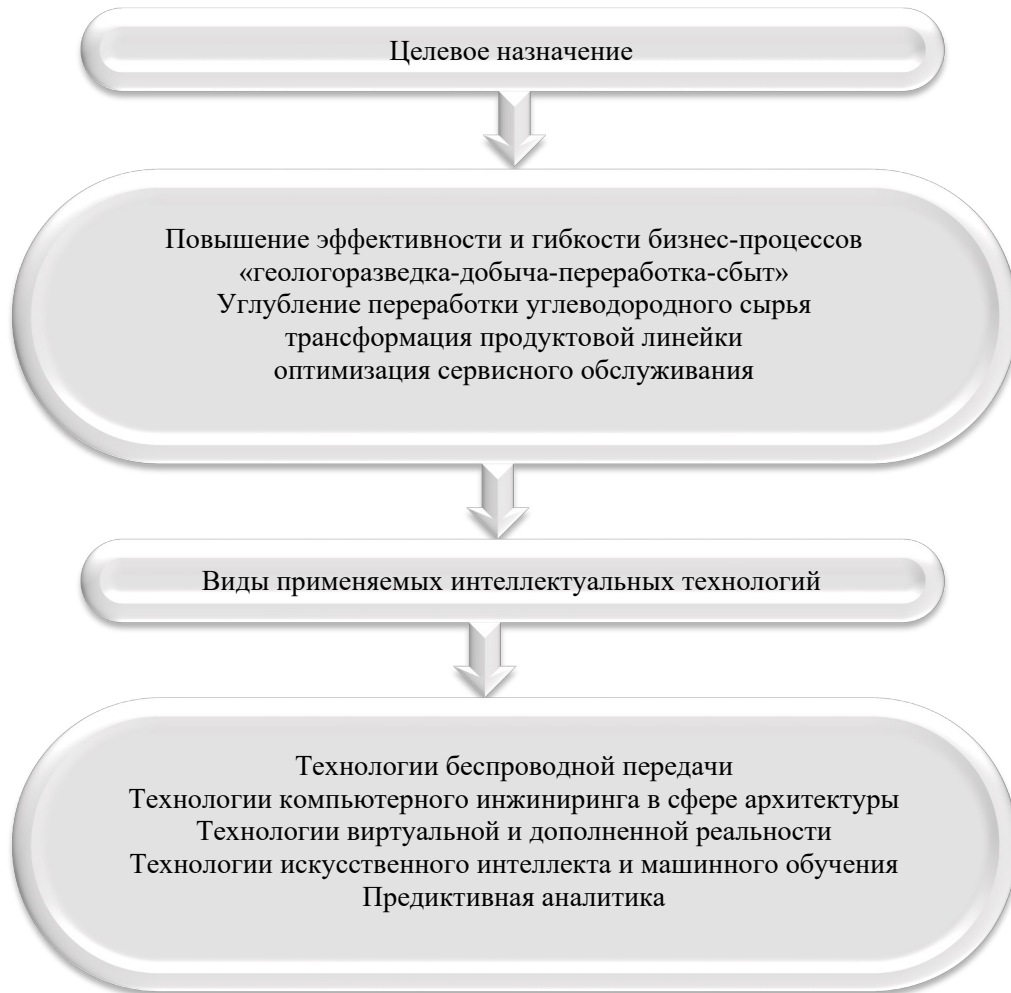 Целевое назначение
Повышение эффективности и гибкости бизнес-процессов
«геологоразведка-добыча-переработка-сбыт»
Углубление переработки углеводородного сырья
трансформация продуктовой линейки
оптимизация сервисного обслуживания
Виды применяемых интеллектуальных технологий
Технологии беспроводной передачи
Технологии компьютерного инжиниринга в сфере архитектуры
Технологии виртуальной и дополненной реальности
Технологии искусственного интеллекта и машинного обучения
Предиктивная аналитика